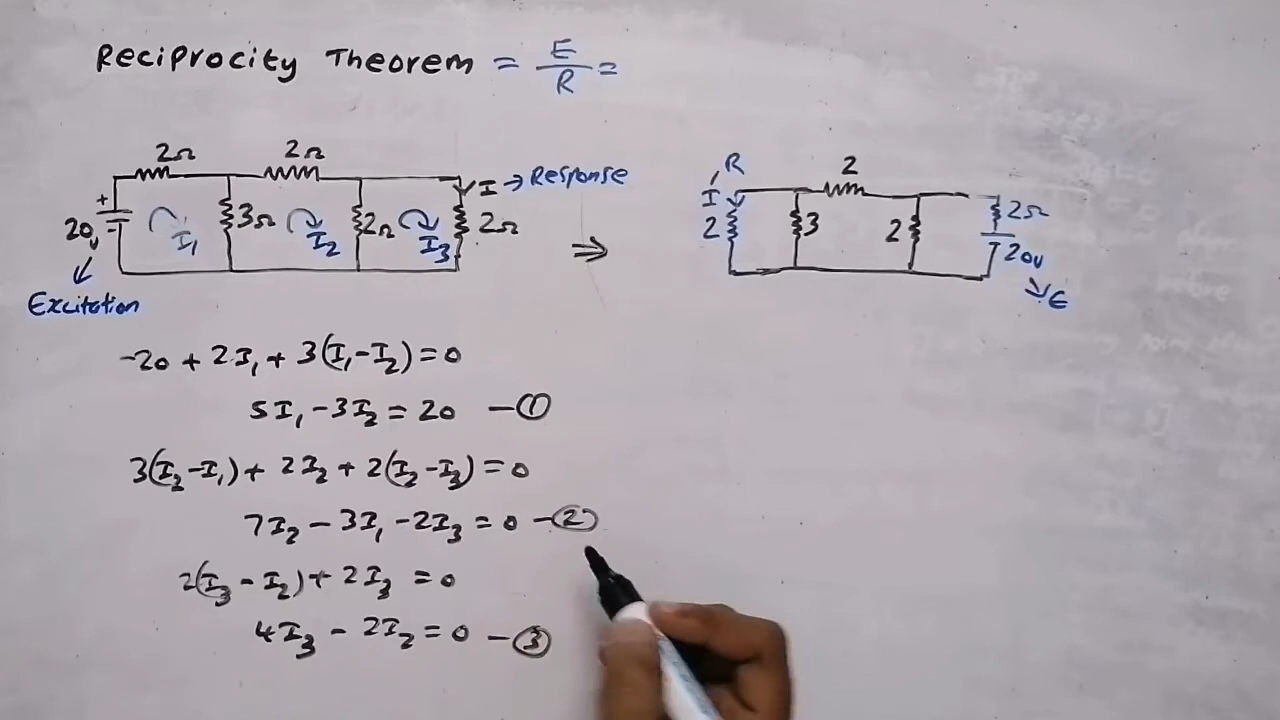 Reciprocity Theorem = E/R =
2Ω 2Ω
+ 20v I₁ 3Ω I₂ 2Ω I₃ 2Ω
I → Response
Excitation
⇒
I, R
2 3 2 2 2Ω
20v
E
-20 + 2I₁ + 3(I₁-I₂) = 0
5I₁ - 3I₂ = 20 — ①
3(I₂-I₁) + 2I₂ + 2(I₂-I₃) = 0
7I₂ - 3I₁ - 2I₃ = 0 — ②
2(I₃ - I₂) + 2I₃ = 0
4I₃ - 2I₂ = 0 — ③